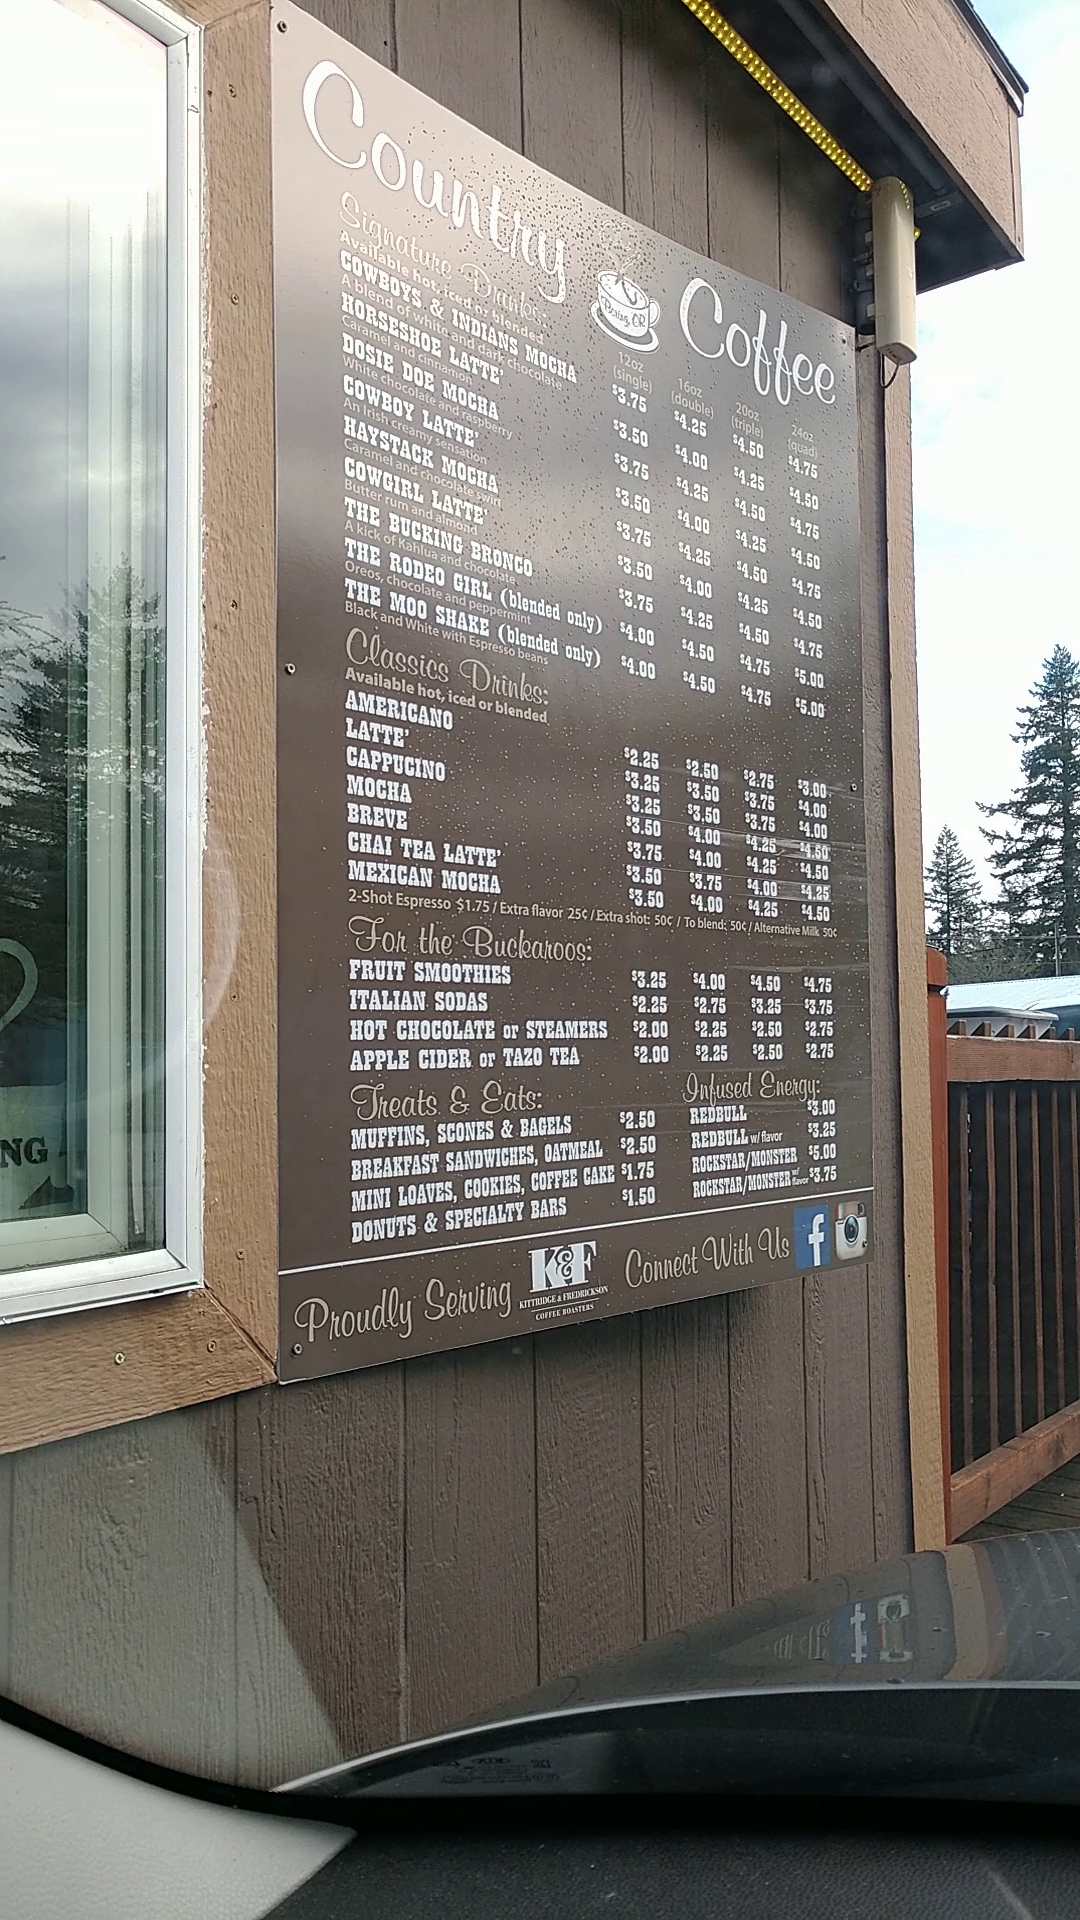 Country Coffee
Boring, OR
Signature Drinks:
Available hot, iced or blended
12oz (single) 16oz (double) 20oz (triple) 24oz (quad)
COWBOYS & INDIANS MOCHA $3.75 $4.25 $4.50 $4.75
A blend of white and dark chocolate
HORSESHOE LATTE' $3.50 $4.00 $4.25 $4.50
Caramel and cinnamon
DOSIE DOE MOCHA $3.75 $4.25 $4.50 $4.75
White chocolate and raspberry
COWBOY LATTE' $3.50 $4.00 $4.25 $4.50
An Irish creamy sensation
HAYSTACK MOCHA $3.75 $4.25 $4.50 $4.75
Caramel and chocolate swirl
COWGIRL LATTE' $3.50 $4.00 $4.25 $4.50
Butter rum and almond
THE BUCKING BRONCO $3.75 $4.25 $4.50 $4.75
A kick of Kahlua and chocolate
THE RODEO GIRL (blended only) $4.00 $4.50 $4.75 $5.00
Oreos, chocolate and peppermint
THE MOO SHAKE (blended only) $4.00 $4.50 $4.75 $5.00
Black and White with Espresso beans
Classics Drinks:
Available hot, iced or blended
AMERICANO $2.25 $2.50 $2.75 $3.00
LATTE' $3.25 $3.50 $3.75 $4.00
CAPPUCINO $3.25 $3.50 $3.75 $4.00
MOCHA $3.50 $4.00 $4.25 $4.50
BREVE $3.75 $4.00 $4.25 $4.50
CHAI TEA LATTE' $3.50 $3.75 $4.00 $4.25
MEXICAN MOCHA $3.50 $4.00 $4.25 $4.50
2-Shot Espresso $1.75 / Extra flavor 25¢ / Extra shot: 50¢ / To blend: 50¢ / Alternative Milk 50¢
For the Buckaroos:
FRUIT SMOOTHIES $3.25 $4.00 $4.50 $4.75
ITALIAN SODAS $2.25 $2.75 $3.25 $3.75
HOT CHOCOLATE or STEAMERS $2.00 $2.25 $2.50 $2.75
APPLE CIDER or TAZO TEA $2.00 $2.25 $2.50 $2.75
Treats & Eats:
MUFFINS, SCONES & BAGELS $2.50
BREAKFAST SANDWICHES, OATMEAL $2.50
MINI LOAVES, COOKIES, COFFEE CAKE $1.75
DONUTS & SPECIALTY BARS $1.50
Infused Energy:
REDBULL $3.00
REDBULL w/ flavor $3.25
ROCKSTAR/MONSTER $5.00
ROCKSTAR/MONSTER w/ flavor $3.75
Proudly Serving
K&F
KITTRIDGE & FREDRICKSON
COFFEE ROASTERS
Connect With Us
f
NG